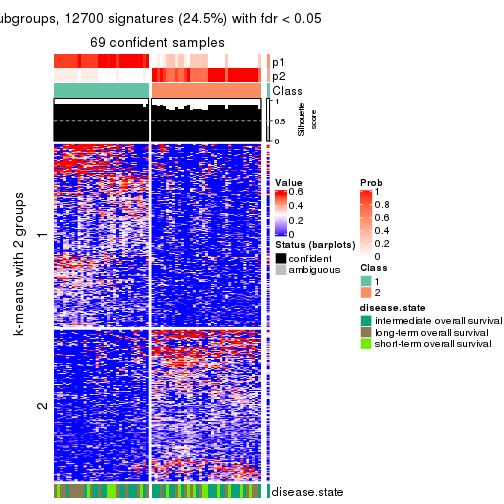 ubgroups, 12700 signatures (24.5%) with fdr < 0.05
69 confident samples
p1
p2
Class
1
0.5
0
Silhouette
score
k-means with 2 groups
1
2
Value
0.6
0.4
0.2
0
Status (barplots)
confident
ambiguous
Prob
1
0.8
0.6
0.4
0.2
0
Class
1
2
disease.state
intermediate overall survival
long-term overall survival
short-term overall survival
disease.state